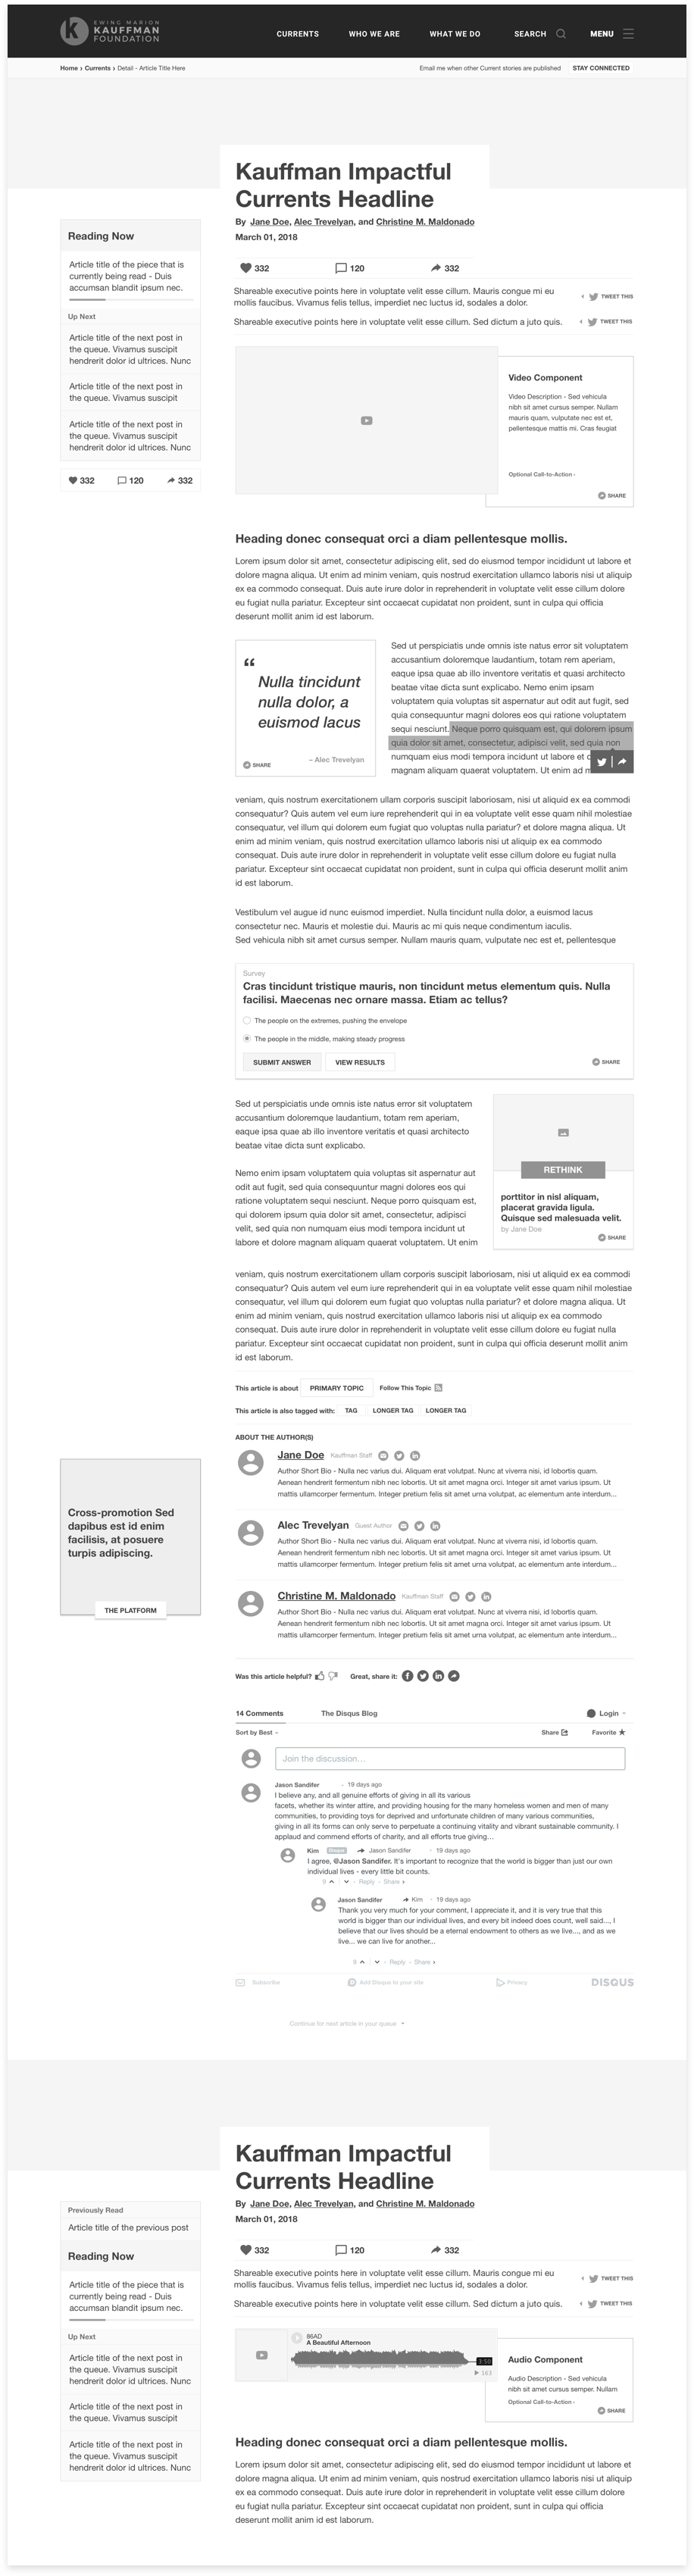 EWING MARION
KAUFFMAN
FOUNDATION
CURRENTS
WHO WE ARE
WHAT WE DO
SEARCH
MENU
Home › Currents › Detail - Article Title Here
Email me when other Current stories are published
STAY CONNECTED
Kauffman Impactful
Currents Headline
By Jane Doe, Alec Trevelyan, and Christine M. Maldonado
March 01, 2018
332
120
332
Reading Now
Article title of the piece that is
currently being read - Duis
accumsan blandit ipsum nec.
Up Next
Article title of the next post in
the queue. Vivamus suscipit
hendrerit dolor id ultrices. Nunc
Article title of the next post in
the queue. Vivamus suscipit
Article title of the next post in
the queue. Vivamus suscipit
hendrerit dolor id ultrices. Nunc
332
120
332
Shareable executive points here in voluptate velit esse cillum. Mauris congue mi eu
mollis faucibus. Vivamus felis tellus, imperdiet nec luctus id, sodales a dolor.
TWEET THIS
Shareable executive points here in voluptate velit esse cillum. Sed dictum a juto quis.
TWEET THIS
Video Component
Video Description - Sed vehicula
nibh sit amet cursus semper. Nullam
mauris quam, vulputate nec est et,
pellentesque mattis mi. Cras feugiat
Optional Call-to-Action ›
SHARE
Heading donec consequat orci a diam pellentesque mollis.
Lorem ipsum dolor sit amet, consectetur adipiscing elit, sed do eiusmod tempor incididunt ut labore et
dolore magna aliqua. Ut enim ad minim veniam, quis nostrud exercitation ullamco laboris nisi ut aliquip
ex ea commodo consequat. Duis aute irure dolor in reprehenderit in voluptate velit esse cillum dolore
eu fugiat nulla pariatur. Excepteur sint occaecat cupidatat non proident, sunt in culpa qui officia
deserunt mollit anim id est laborum.
“
Nulla tincidunt
nulla dolor, a
euismod lacus
– Alec Trevelyan
SHARE
Sed ut perspiciatis unde omnis iste natus error sit voluptatem
accusantium doloremque laudantium, totam rem aperiam,
eaque ipsa quae ab illo inventore veritatis et quasi architecto
beatae vitae dicta sunt explicabo. Nemo enim ipsam
voluptatem quia voluptas sit aspernatur aut odit aut fugit, sed
quia consequuntur magni dolores eos qui ratione voluptatem
sequi nesciunt. Neque porro quisquam est, qui dolorem ipsum
quia dolor sit amet, consectetur, adipisci velit, sed quia non
numquam eius modi tempora incidunt ut labore et
magnam aliquam quaerat voluptatem. Ut enim ad
veniam, quis nostrum exercitationem ullam corporis suscipit laboriosam, nisi ut aliquid ex ea commodi
consequatur? Quis autem vel eum iure reprehenderit qui in ea voluptate velit esse quam nihil molestiae
consequatur, vel illum qui dolorem eum fugiat quo voluptas nulla pariatur? et dolore magna aliqua. Ut
enim ad minim veniam, quis nostrud exercitation ullamco laboris nisi ut aliquip ex ea commodo
consequat. Duis aute irure dolor in reprehenderit in voluptate velit esse cillum dolore eu fugiat nulla
pariatur. Excepteur sint occaecat cupidatat non proident, sunt in culpa qui officia deserunt mollit anim
id est laborum.
Vestibulum vel augue id nunc euismod imperdiet. Nulla tincidunt nulla dolor, a euismod lacus
consectetur nec. Mauris et molestie dui. Mauris ac mi quis neque condimentum iaculis.
Sed vehicula nibh sit amet cursus semper. Nullam mauris quam, vulputate nec est et, pellentesque
Survey
Cras tincidunt tristique mauris, non tincidunt metus elementum quis. Nulla
facilisi. Maecenas nec ornare massa. Etiam ac tellus?
The people on the extremes, pushing the envelope
The people in the middle, making steady progress
SUBMIT ANSWER
VIEW RESULTS
SHARE
Sed ut perspiciatis unde omnis iste natus error sit voluptatem
accusantium doloremque laudantium, totam rem aperiam,
eaque ipsa quae ab illo inventore veritatis et quasi architecto
beatae vitae dicta sunt explicabo.
Nemo enim ipsam voluptatem quia voluptas sit aspernatur aut
odit aut fugit, sed quia consequuntur magni dolores eos qui
ratione voluptatem sequi nesciunt. Neque porro quisquam est,
qui dolorem ipsum quia dolor sit amet, consectetur, adipisci
velit, sed quia non numquam eius modi tempora incidunt ut
labore et dolore magnam aliquam quaerat voluptatem. Ut enim
RETHINK
porttitor in nisl aliquam,
placerat gravida ligula.
Quisque sed malesuada velit.
by Jane Doe
SHARE
veniam, quis nostrum exercitationem ullam corporis suscipit laboriosam, nisi ut aliquid ex ea commodi
consequatur? Quis autem vel eum iure reprehenderit qui in ea voluptate velit esse quam nihil molestiae
consequatur, vel illum qui dolorem eum fugiat quo voluptas nulla pariatur? et dolore magna aliqua. Ut
enim ad minim veniam, quis nostrud exercitation ullamco laboris nisi ut aliquip ex ea commodo
consequat. Duis aute irure dolor in reprehenderit in voluptate velit esse cillum dolore eu fugiat nulla
pariatur. Excepteur sint occaecat cupidatat non proident, sunt in culpa qui officia deserunt mollit anim
id est laborum.
This article is about
PRIMARY TOPIC
Follow This Topic
This article is also tagged with:
TAG
LONGER TAG
LONGER TAG
ABOUT THE AUTHOR(S)
Jane Doe Kauffman Staff
Author Short Bio - Nulla nec varius dui. Aliquam erat volutpat. Nunc at viverra nisi, id lobortis quam.
Aenean hendrerit fermentum nibh nec lobortis. Ut sit amet magna orci. Integer sit amet varius ipsum. Ut
mattis ullamcorper fermentum. Integer pretium felis sit amet urna volutpat, ac elementum ante interdum...
Alec Trevelyan Guest Author
Author Short Bio - Nulla nec varius dui. Aliquam erat volutpat. Nunc at viverra nisi, id lobortis quam.
Aenean hendrerit fermentum nibh nec lobortis. Ut sit amet magna orci. Integer sit amet varius ipsum. Ut
mattis ullamcorper fermentum. Integer pretium felis sit amet urna volutpat, ac elementum ante interdum...
Christine M. Maldonado Kauffman Staff
Author Short Bio - Nulla nec varius dui. Aliquam erat volutpat. Nunc at viverra nisi, id lobortis quam.
Aenean hendrerit fermentum nibh nec lobortis. Ut sit amet magna orci. Integer sit amet varius ipsum. Ut
mattis ullamcorper fermentum. Integer pretium felis sit amet urna volutpat, ac elementum ante interdum...
Cross-promotion Sed
dapibus est id enim
facilisis, at posuere
turpis adipiscing.
THE PLATFORM
Was this article helpful?
Great, share it:
14 Comments
The Disqus Blog
Login
Sort by Best
Share
Favorite
Join the discussion...
Jason Sandifer · 19 days ago
I believe any, and all genuine efforts of giving in all its various
facets, whether its winter attire, and providing housing for the many homeless women and men of many
communities, to providing toys for deprived and unfortunate children of many various communities,
giving in all its forms can only serve to perpetuate a continually vibrant sustainable community. I
applaud and commend efforts of charity, and all efforts true giving...
Kim
Jason Sandifer · 19 days ago
I agree, @Jason Sandifer. It's important to recognize that the world is bigger than just our own
individual lives - every little bit counts.
9
Reply · Share ›
Jason Sandifer
Kim · 19 days ago
Thank you very much for your comment, I appreciate it, and it is very true that this
world is bigger than our individual lives, and every bit indeed does count, well said..., I
believe that our lives should be a eternal endowment to others as we live..., and as we
live... we can live for another...
9
Reply · Share ›
Subscribe
Add Disqus to your site
Privacy
DISQUS
Continue for next article in your queue
Kauffman Impactful
Currents Headline
By Jane Doe, Alec Trevelyan, and Christine M. Maldonado
March 01, 2018
332
120
332
Previously Read
Article title of the previous post
Reading Now
Article title of the piece that is
currently being read - Duis
accumsan blandit ipsum nec.
Up Next
Article title of the next post in
the queue. Vivamus suscipit
hendrerit dolor id ultrices. Nunc
Article title of the next post in
the queue. Vivamus suscipit
Article title of the next post in
the queue. Vivamus suscipit
hendrerit dolor id ultrices. Nunc
Shareable executive points here in voluptate velit esse cillum. Mauris congue mi eu
mollis faucibus. Vivamus felis tellus, imperdiet nec luctus id, sodales a dolor.
TWEET THIS
Shareable executive points here in voluptate velit esse cillum. Sed dictum a juto quis.
TWEET THIS
86AD
A Beautiful Afternoon
3:50
163
Audio Component
Audio Description - Sed vehicula
nibh sit amet cursus semper. Nullam
Optional Call-to-Action ›
SHARE
Heading donec consequat orci a diam pellentesque mollis.
Lorem ipsum dolor sit amet, consectetur adipiscing elit, sed do eiusmod tempor incididunt ut labore et
dolore magna aliqua. Ut enim ad minim veniam, quis nostrud exercitation ullamco laboris nisi ut aliquip
ex ea commodo consequat. Duis aute irure dolor in reprehenderit in voluptate velit esse cillum dolore
eu fugiat nulla pariatur. Excepteur sint occaecat cupidatat non proident, sunt in culpa qui officia
deserunt mollit anim id est laborum.